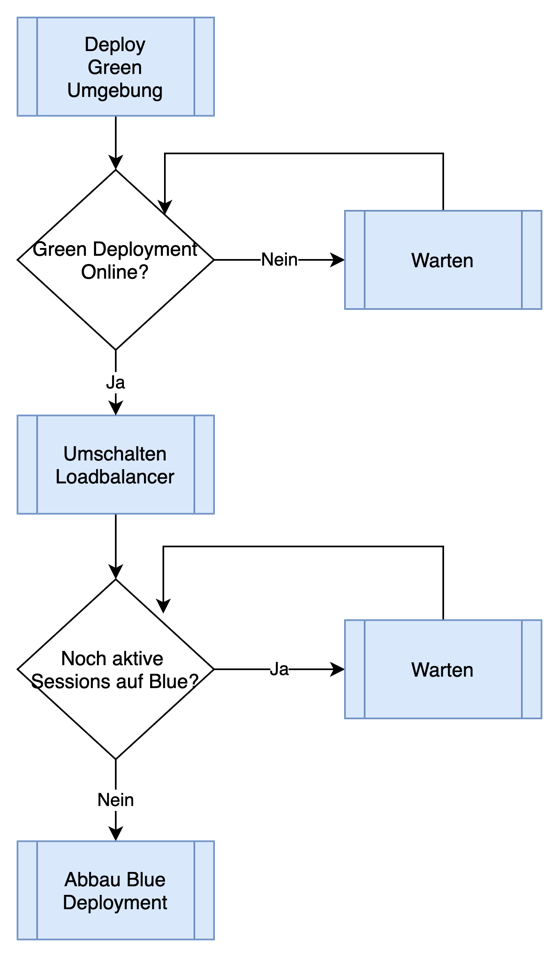 Deploy
Green
Umgebung
Green Deployment
Online?
Nein
Warten
Ja
Umschalten
Loadbalancer
Noch aktive
Sessions auf Blue?
Ja
Warten
Nein
Abbau Blue
Deployment